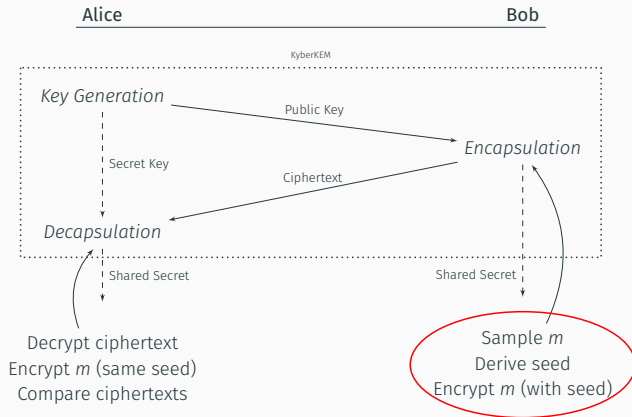 Alice
Bob
KyberKEM
Key Generation
Public Key
Encapsulation
Secret Key
Ciphertext
Decapsulation
Shared Secret
Shared Secret
Decrypt ciphertext
Encrypt m (same seed)
Compare ciphertexts
Sample m
Derive seed
Encrypt m (with seed)